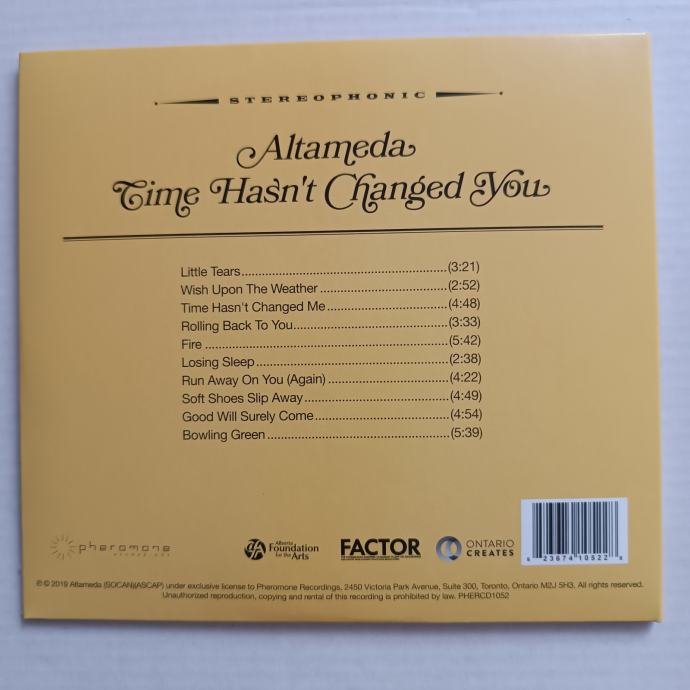 STEREOPHONIC
Altameda
Time Hasn't Changed You
Little Tears..........(3:21)
Wish Upon The Weather..........(2:52)
Time Hasn't Changed Me..........(4:48)
Rolling Back To You..........(3:33)
Fire..........(5:42)
Losing Sleep..........(2:38)
Run Away On You (Again)..........(4:22)
Soft Shoes Slip Away..........(4:49)
Good Will Surely Come..........(4:54)
Bowling Green..........(5:39)
pheromone
Alberta
Foundation
for the Arts
FACTOR
ONTARIO
CREATES
6 23674 10522 8
℗ © 2019 Altameda (SOCAN)(ASCAP) under exclusive license to Pheromone Recordings, 2450 Victoria Park Avenue, Suite 300, Toronto, Ontario M2J 5H3. All rights reserved.
Unauthorized reproduction, copying and rental of this recording is prohibited by law. PHERCD1052